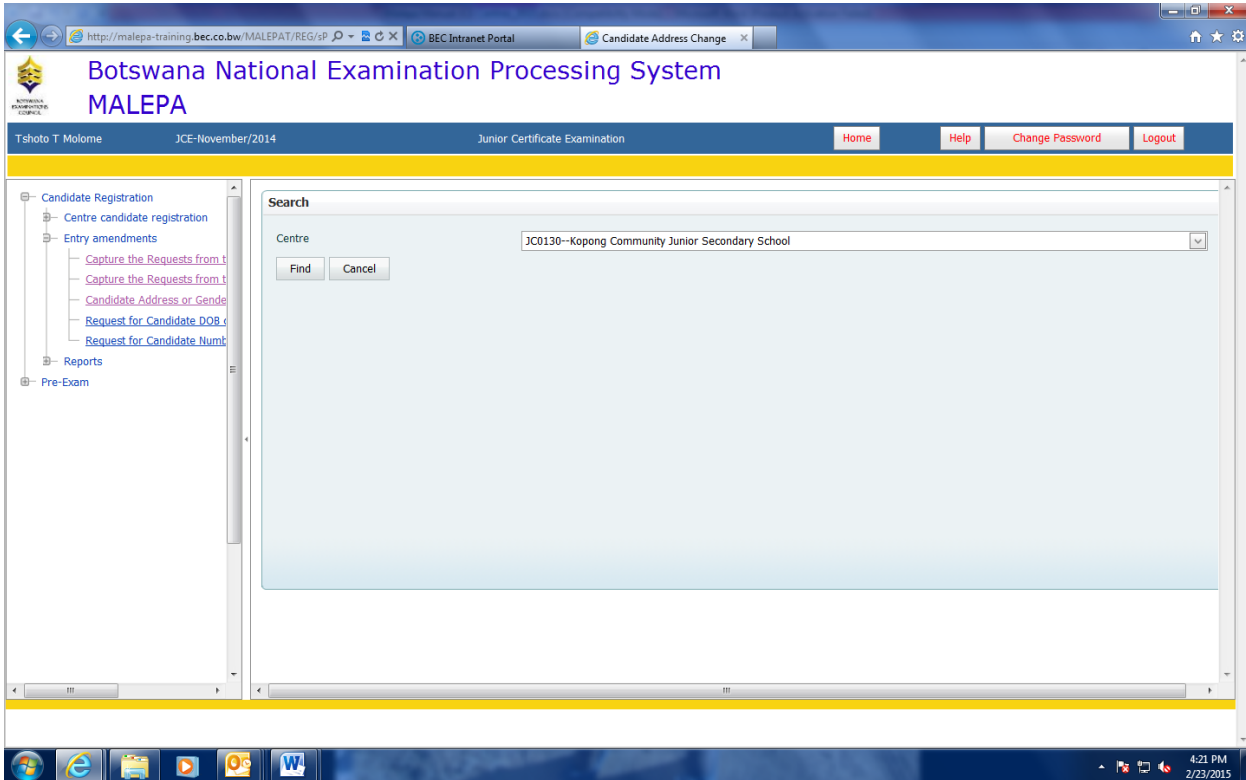 http://malepa-training.bec.co.bw/MALEPAT/REG/sP
BEC Intranet Portal
Candidate Address Change
BOTSWANA
EXAMINATIONS
COUNCIL
Botswana National Examination Processing System
MALEPA
Tshoto T Molome JCE-November/2014 Junior Certificate Examination Home Help Change Password Logout
Candidate Registration
Centre candidate registration
Entry amendments
Capture the Requests from t
Capture the Requests from t
Candidate Address or Gende
Request for Candidate DOB
Request for Candidate Numb
Reports
Pre-Exam
Search
Centre JC0130--Kopong Community Junior Secondary School
Find Cancel
4:21 PM
2/23/2015